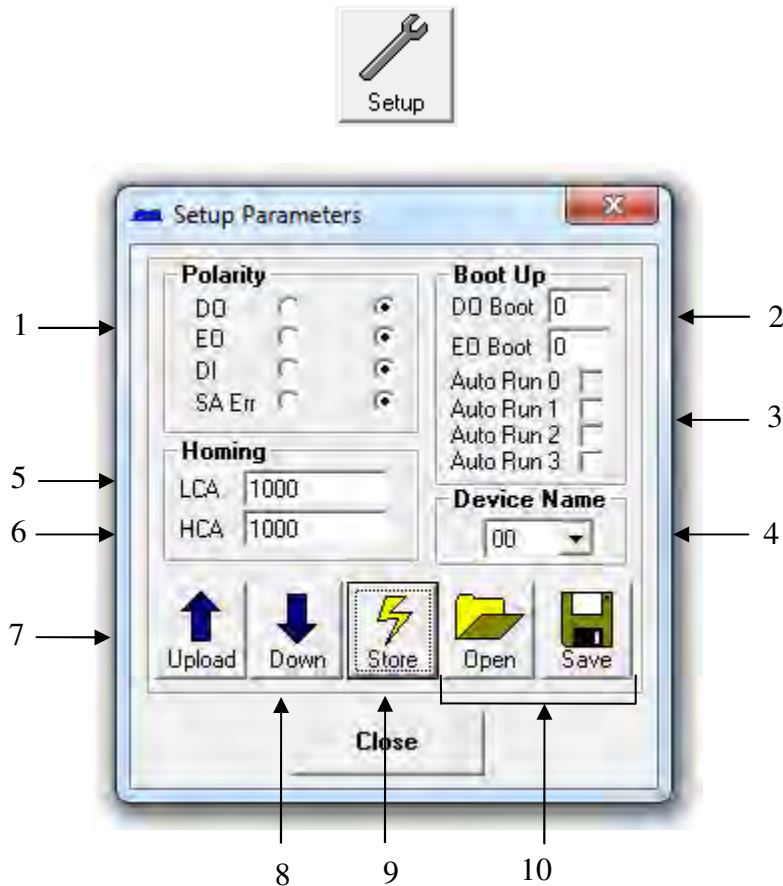 Setup
Setup Parameters
Polarity
DO
EO
DI
SA Err
Boot Up
DO Boot 0
EO Boot 0
Auto Run 0
Auto Run 1
Auto Run 2
Auto Run 3
Homing
LCA 1000
HCA 1000
Device Name
00
Upload
Down
Store
Open
Save
Close
1
2
3
4
5
6
7
8
9
10